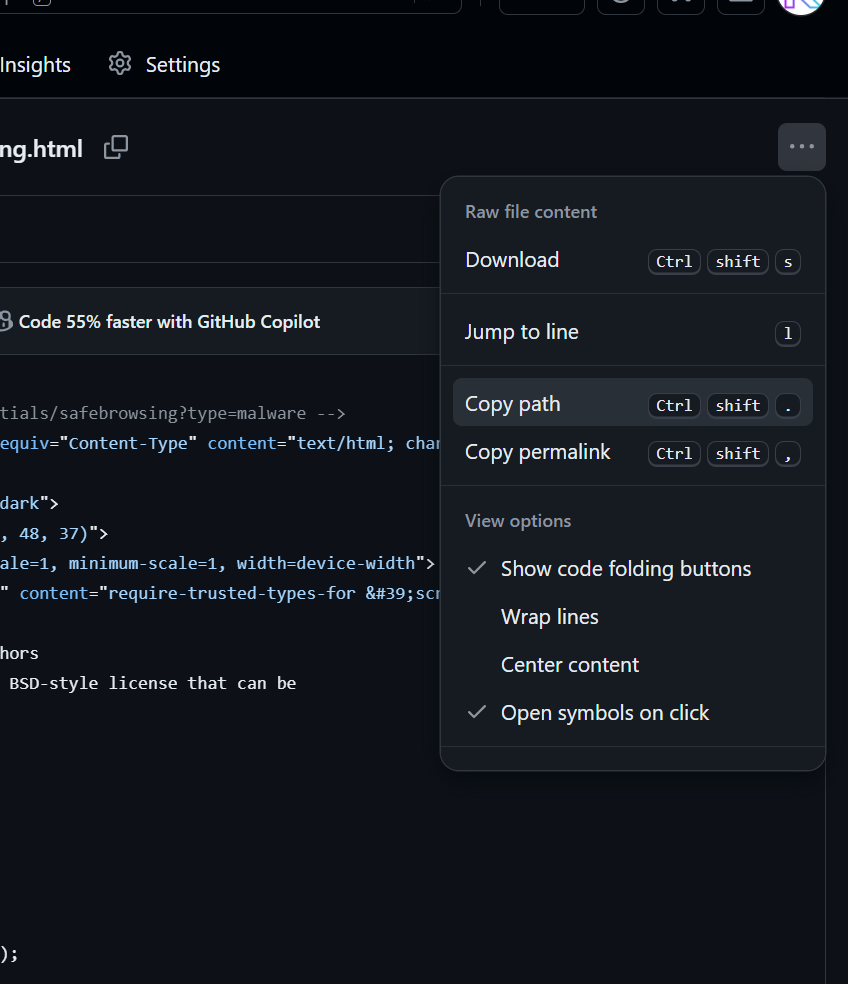 Insights
Settings
ng.html
Raw file content
Download Ctrl shift s
Jump to line l
Copy path Ctrl shift .
Copy permalink Ctrl shift ,
View options
Show code folding buttons
Wrap lines
Center content
Open symbols on click
Code 55% faster with GitHub Copilot
tials/safebrowsing?type=malware -->
equiv="Content-Type" content="text/html; char
dark">
, 48, 37)">
ale=1, minimum-scale=1, width=device-width">
" content="require-trusted-types-for &#39;scr
hors
BSD-style license that can be
);